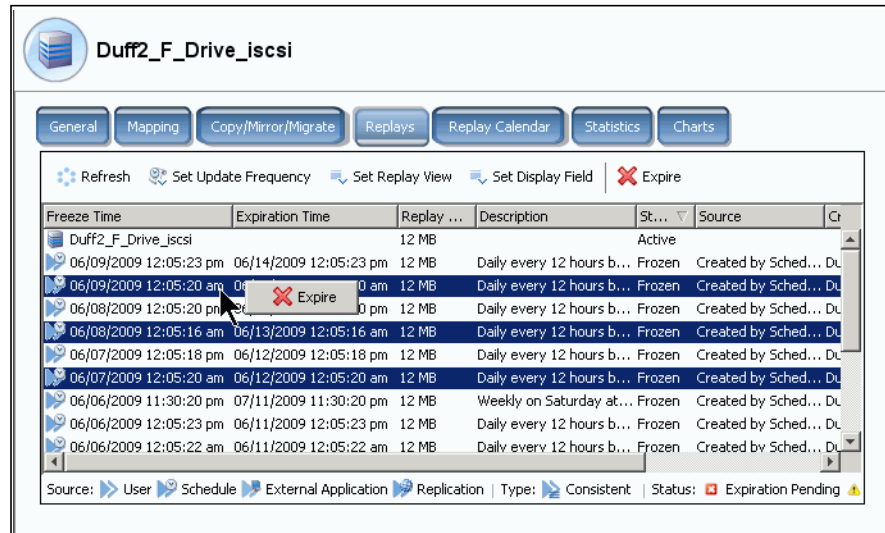 Duff2_F_Drive_iscsi
General Mapping Copy/Mirror/Migrate Replays Replay Calendar Statistics Charts
Refresh Set Update Frequency Set Replay View Set Display Field Expire
Freeze Time Expiration Time Replay ... Description St... Source Cr
Duff2_F_Drive_iscsi 12 MB Active
06/09/2009 12:05:23 pm 06/14/2009 12:05:23 pm 12 MB Daily every 12 hours b... Frozen Created by Sched... Du
06/09/2009 12:05:20 am 0 am 12 MB Daily every 12 hours b... Frozen Created by Sched... Du
Expire
06/08/2009 12:05:20 pm 0 pm 12 MB Daily every 12 hours b... Frozen Created by Sched... Du
06/08/2009 12:05:16 am 06/13/2009 12:05:16 am 12 MB Daily every 12 hours b... Frozen Created by Sched... Du
06/07/2009 12:05:18 pm 06/12/2009 12:05:18 pm 12 MB Daily every 12 hours b... Frozen Created by Sched... Du
06/07/2009 12:05:20 am 06/12/2009 12:05:20 am 12 MB Daily every 12 hours b... Frozen Created by Sched... Du
06/06/2009 11:30:20 pm 07/11/2009 11:30:20 pm 12 MB Weekly on Saturday at... Frozen Created by Sched... Du
06/06/2009 12:05:23 pm 06/11/2009 12:05:23 pm 12 MB Daily every 12 hours b... Frozen Created by Sched... Du
06/06/2009 12:05:22 am 06/11/2009 12:05:22 am 12 MB Daily every 12 hours b... Frozen Created by Sched... Du
Source: User Schedule External Application Replication | Type: Consistent | Status: Expiration Pending